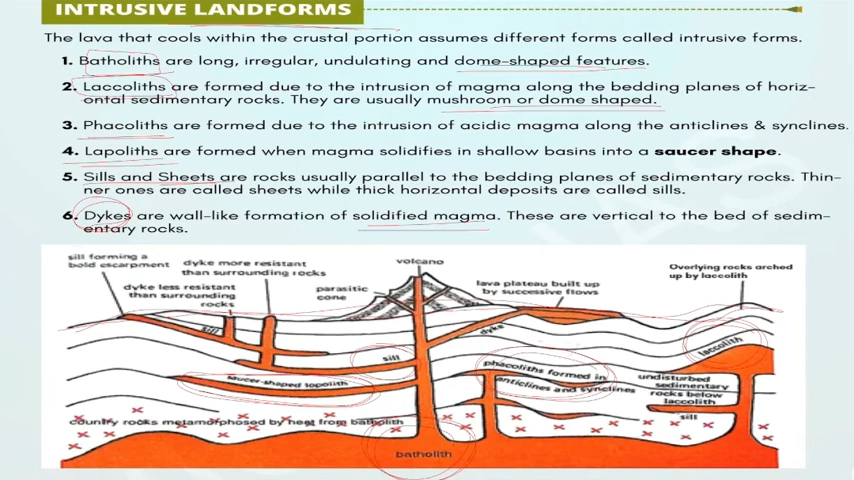 INTRUSIVE LANDFORMS
The lava that cools within the crustal portion assumes different forms called intrusive forms.
1. Batholiths are long, irregular, undulating and dome-shaped features.
2. Laccoliths are formed due to the intrusion of magma along the bedding planes of horiz-
ontal sedimentary rocks. They are usually mushroom or dome shaped.
3. Phacoliths are formed due to the intrusion of acidic magma along the anticlines & synclines.
4. Lapoliths are formed when magma solidifies in shallow basins into a saucer shape.
5. Sills and Sheets are rocks usually parallel to the bedding planes of sedimentary rocks. Thin-
ner ones are called sheets while thick horizontal deposits are called sills.
6. Dykes are wall-like formation of solidified magma. These are vertical to the bed of sedim-
entary rocks.
sill forming a
bold escarpment
dyke more resistant
than surrounding rocks
volcano
Overlying rocks arched
up by laccolith
dyke less resistant
than surrounding
rocks
parasitic
cone
lava plateau built up
by successive flows
sill
dyke
laccolith
sill
saucer-shaped lopolith
phacoliths formed in
anticlines and synclines
undisturbed
sedimentary
rocks below
laccolith
sill
country rocks metamorphosed by heat from batholith
batholith